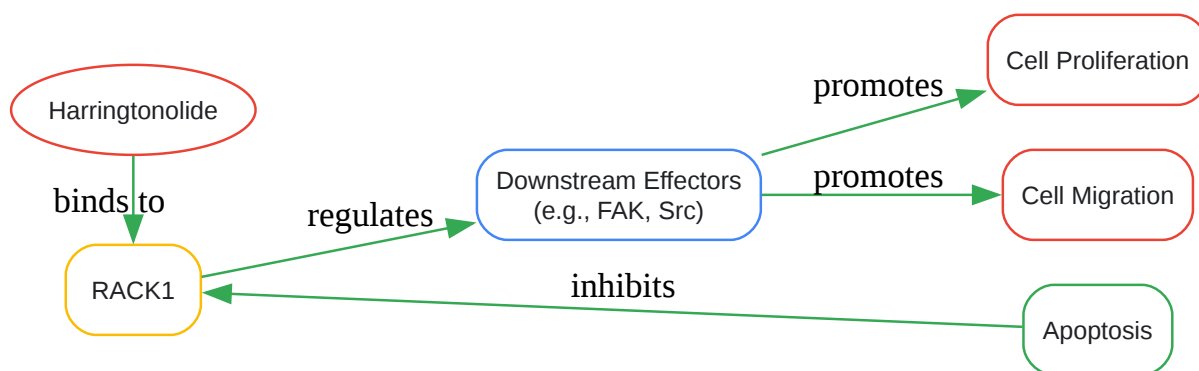 Harringtonolide
binds to
RACK1
regulates
Downstream Effectors
(e.g., FAK, Src)
promotes
Cell Proliferation
promotes
Cell Migration
inhibits
Apoptosis